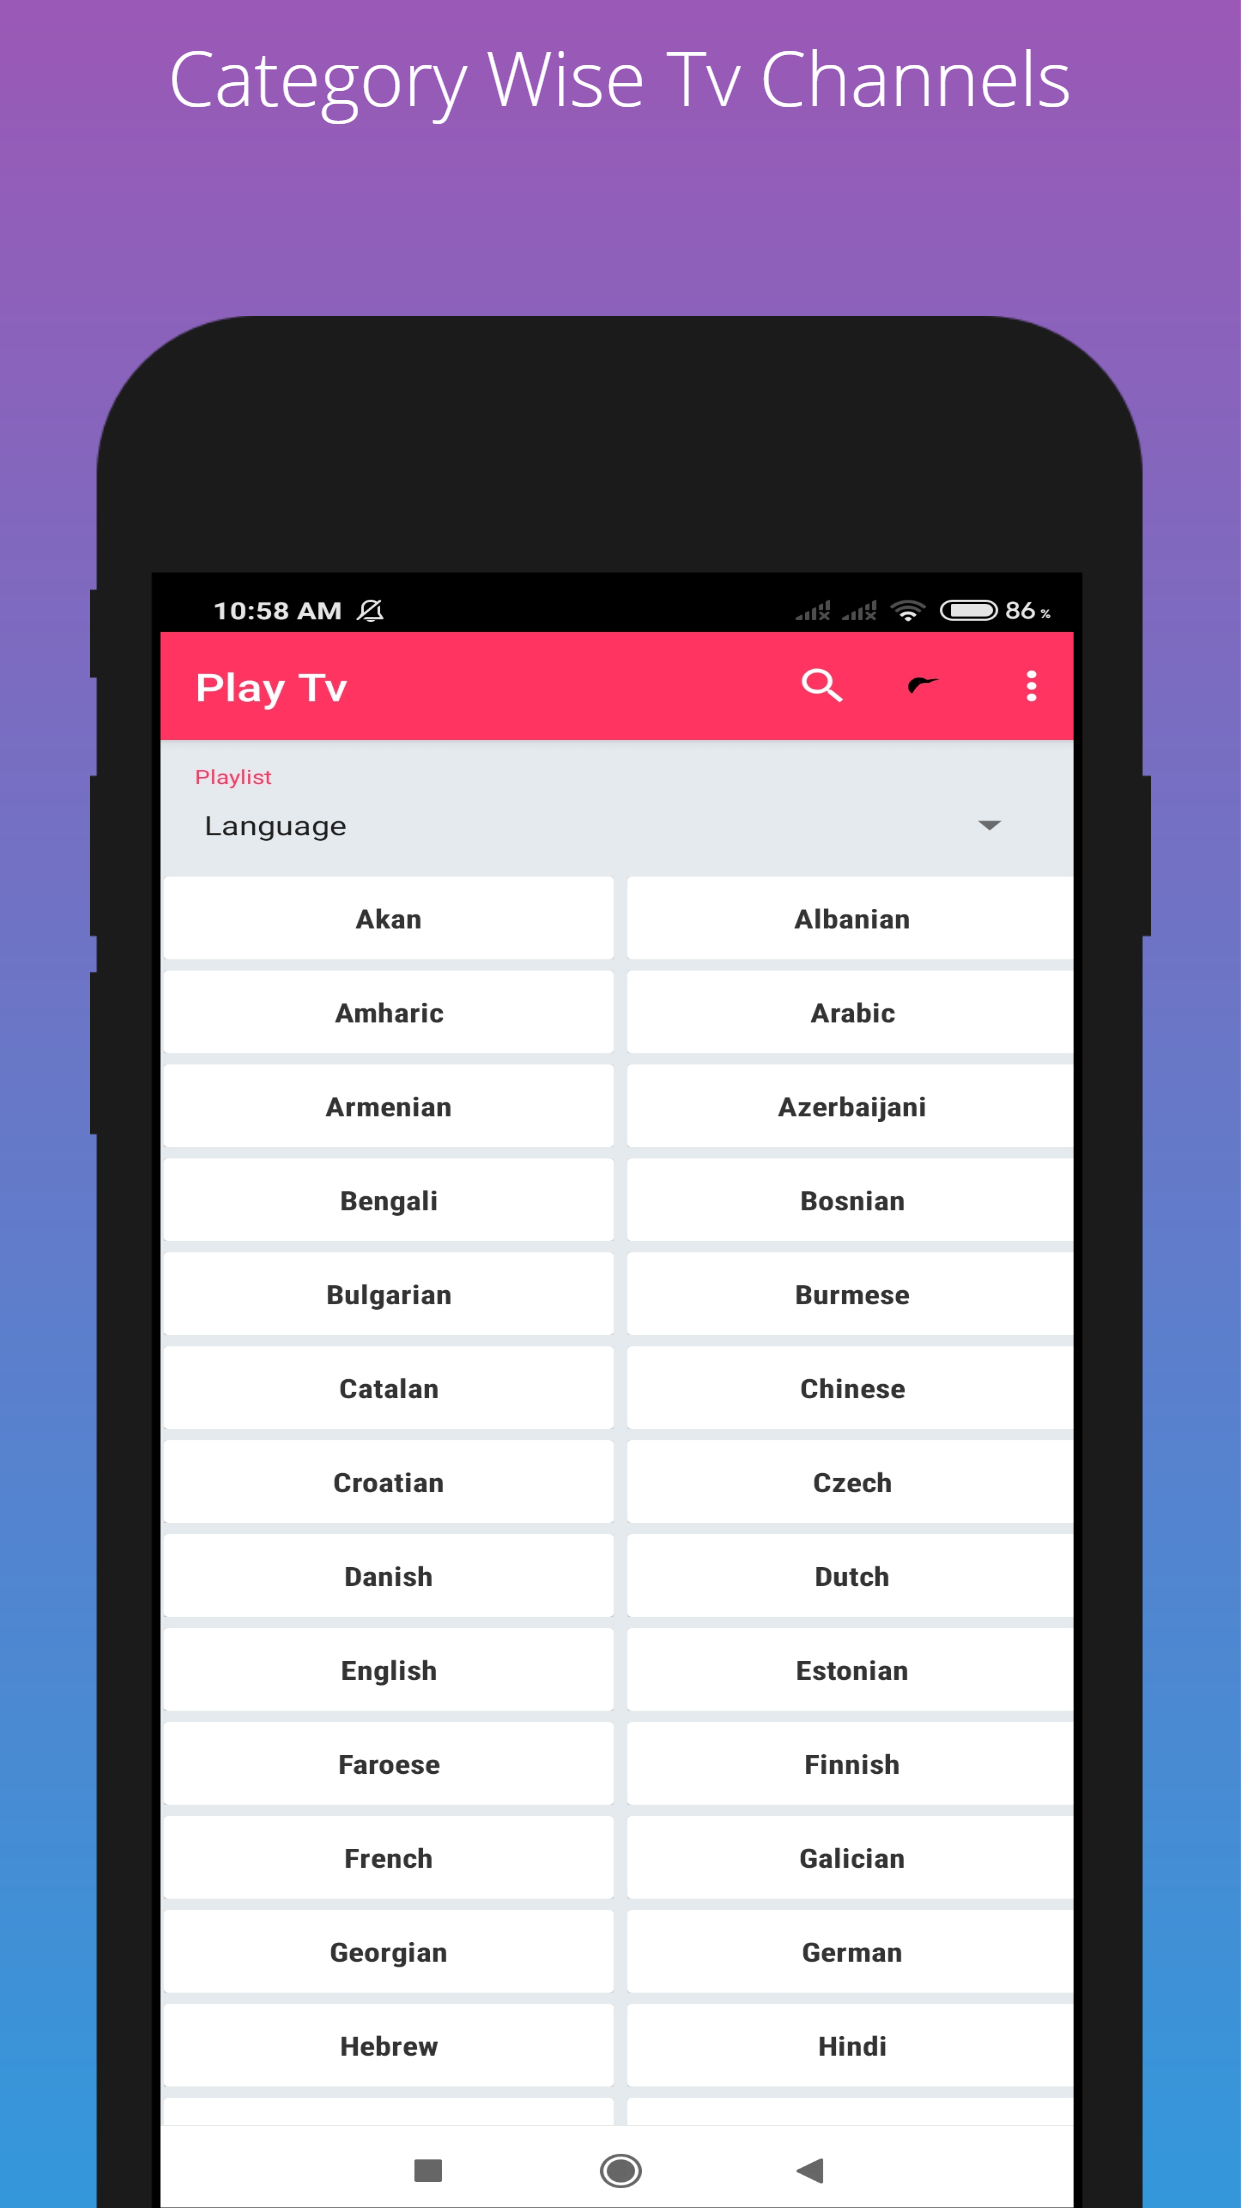 Category Wise Tv Channels
10:58 AM 86 %
Play Tv
Playlist
Language
Akan Albanian
Amharic Arabic
Armenian Azerbaijani
Bengali Bosnian
Bulgarian Burmese
Catalan Chinese
Croatian Czech
Danish Dutch
English Estonian
Faroese Finnish
French Galician
Georgian German
Hebrew Hindi